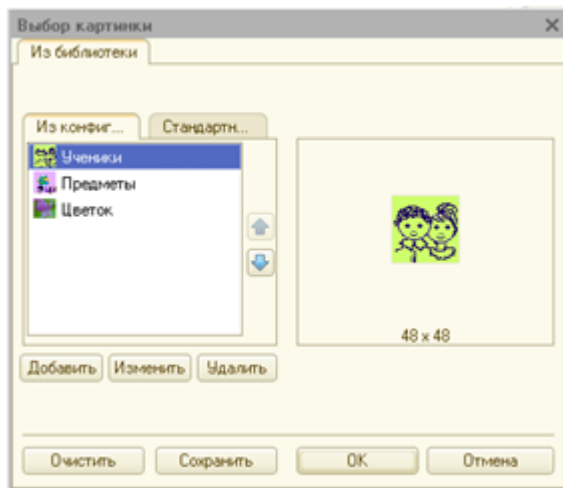 Выбор картинки
Из библиотеки
Из конфиг... Стандартн...
Ученики
Предметы
Цветок
48 x 48
Добавить Изменить Удалить
Очистить Сохранить OK Отмена